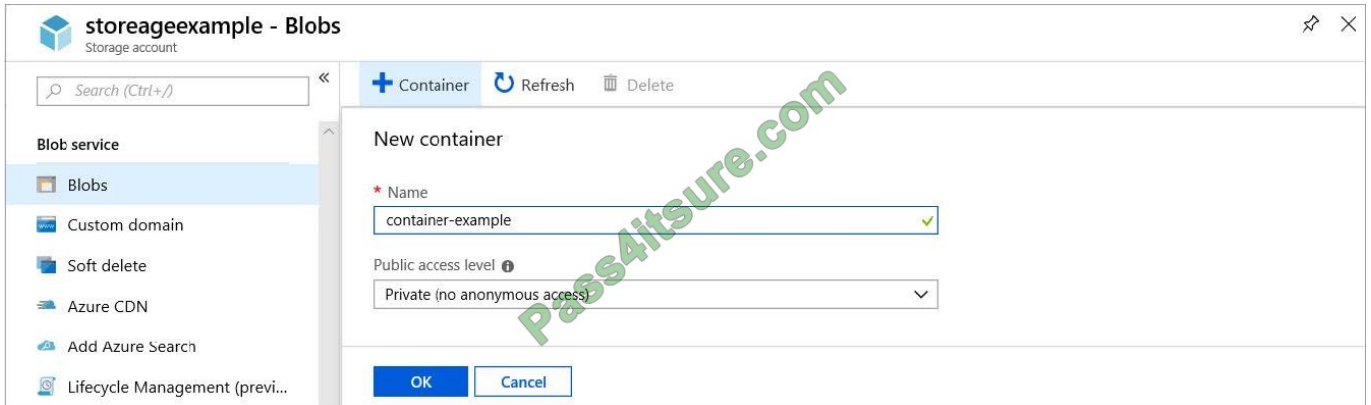 storeageexample - Blobs
Storage account
Search (Ctrl+/)
Blob service
Blobs
Custom domain
Soft delete
Azure CDN
Add Azure Search
Lifecycle Management (previ...
Container
Refresh
Delete
New container
* Name
container-example
Public access level
Private (no anonymous access)
OK
Cancel
Pass4itsure.com